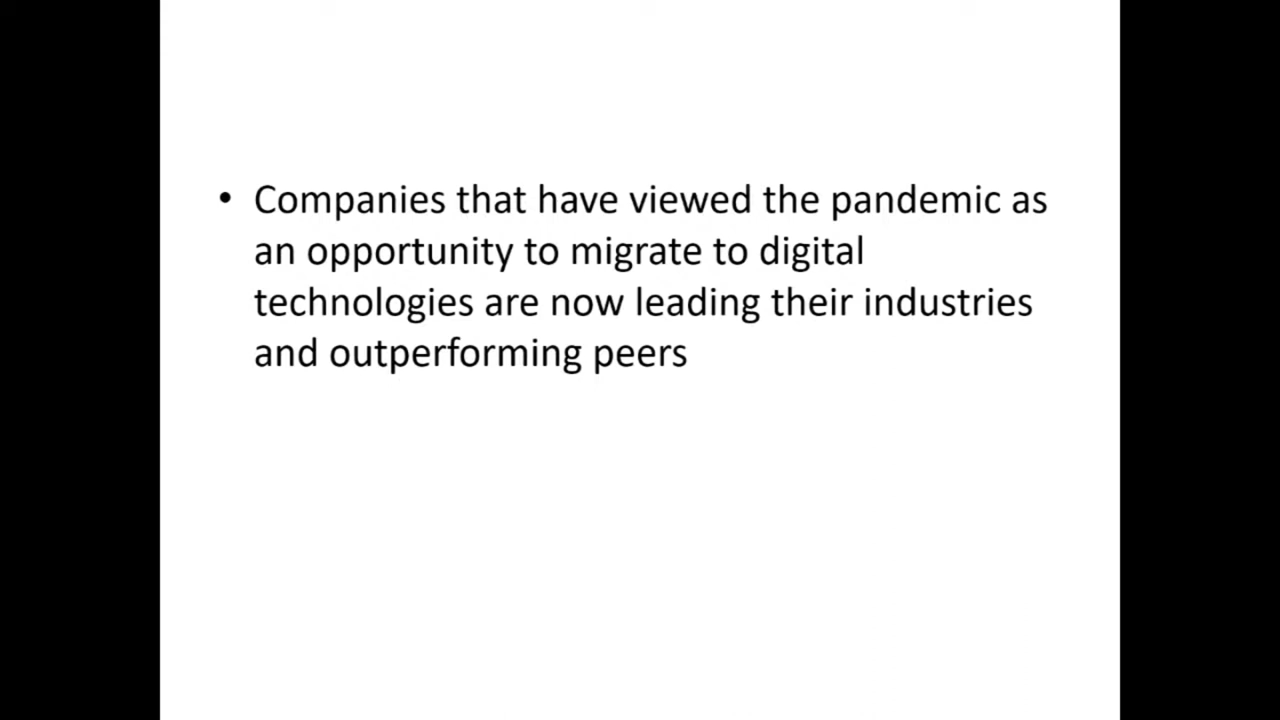 • Companies that have viewed the pandemic as
an opportunity to migrate to digital
technologies are now leading their industries
and outperforming peers